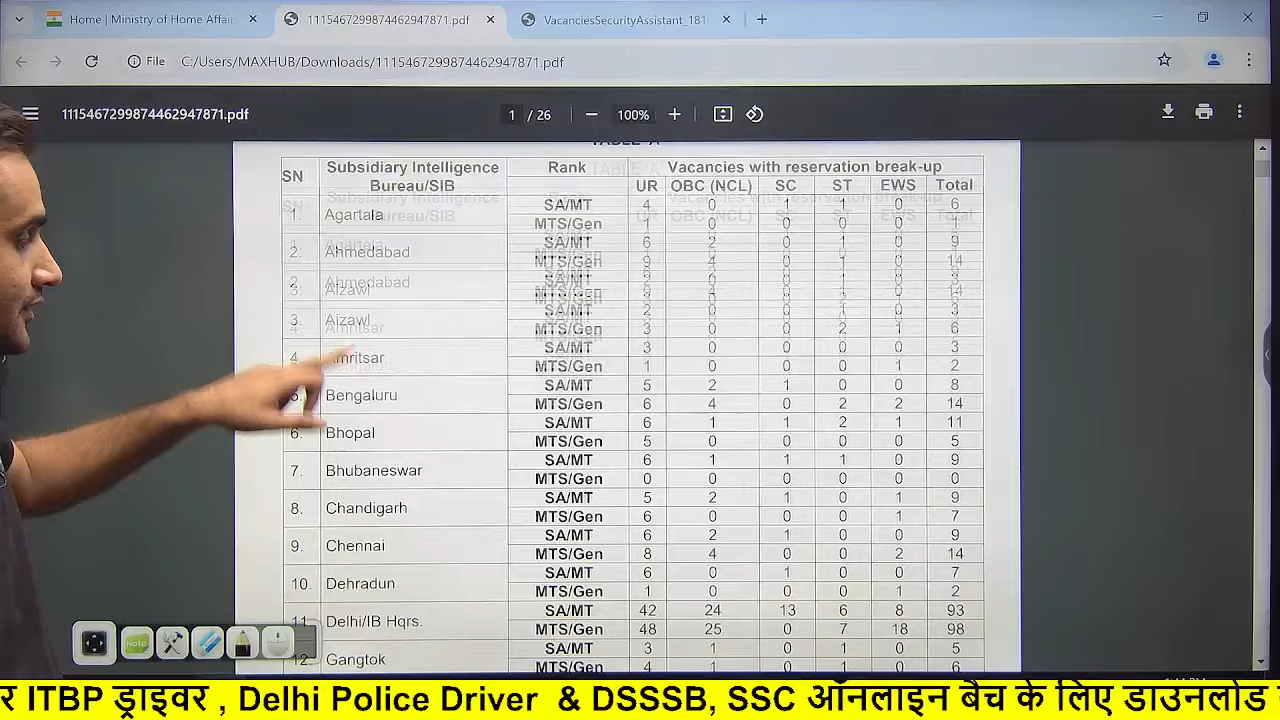 Home | Ministry of Home Affair
1115467299874462947871.pdf
VacanciesSecurityAssistant_181
File C:/Users/MAXHUB/Downloads/1115467299874462947871.pdf
1115467299874462947871.pdf 1 / 26 100%
TABLE 'A'
SN Subsidiary Intelligence Bureau/SIB Rank Vacancies with reservation break-up
UR OBC (NCL) SC ST EWS Total
1. Agartala SA/MT 4 0 1 1 0 6
MTS/Gen 1 0 0 0 0 1
2. Ahmedabad SA/MT 6 2 0 1 0 9
MTS/Gen 9 4 0 1 0 14
3. Aizawl SA/MT 2 0 0 1 0 3
MTS/Gen 3 0 0 2 1 6
4. Amritsar SA/MT 3 0 0 0 0 3
MTS/Gen 1 0 0 0 1 2
5. Bengaluru SA/MT 5 2 1 0 0 8
MTS/Gen 6 4 0 2 2 14
6. Bhopal SA/MT 6 1 1 2 1 11
MTS/Gen 5 0 0 0 0 5
7. Bhubaneswar SA/MT 6 1 1 1 0 9
MTS/Gen 0 0 0 0 0 0
8. Chandigarh SA/MT 5 2 1 0 1 9
MTS/Gen 6 0 0 0 1 7
9. Chennai SA/MT 6 2 1 0 0 9
MTS/Gen 8 4 0 0 2 14
10. Dehradun SA/MT 6 0 1 0 0 7
MTS/Gen 1 0 0 0 1 2
11. Delhi/IB Hqrs. SA/MT 42 24 13 6 8 93
MTS/Gen 48 25 0 7 18 98
12. Gangtok SA/MT 3 1 0 1 0 5
MTS/Gen 4 1 0 1 0 6
Note
र ITBP ड्राइवर , Delhi Police Driver & DSSSB, SSC ऑनलाइन बैच के लिए डाउनलोड